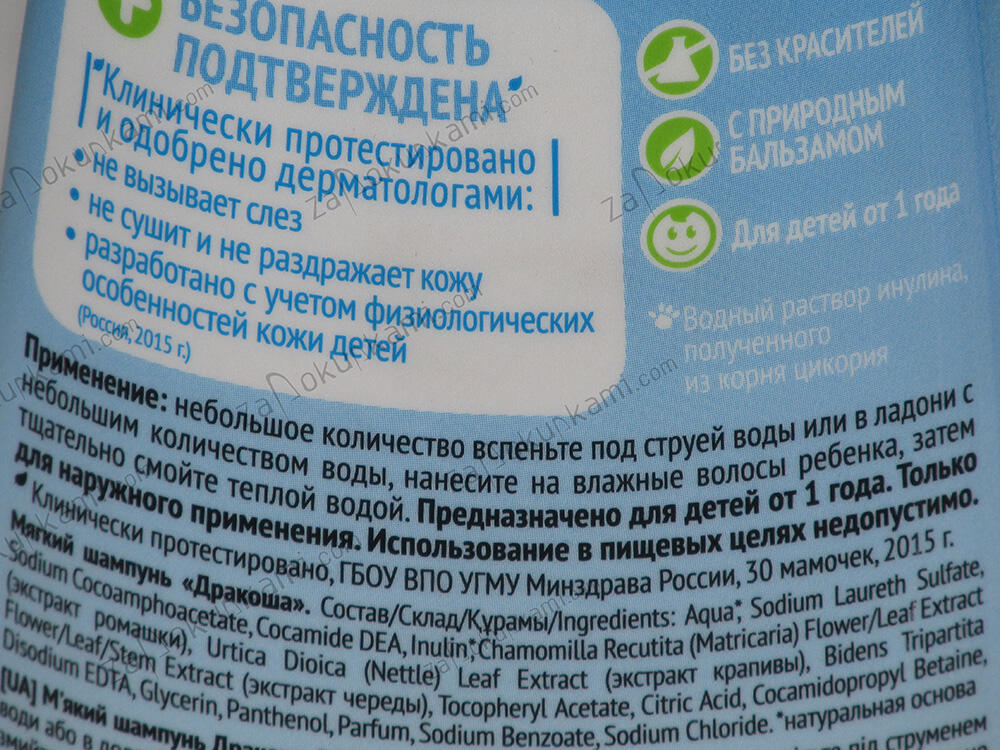 БЕЗОПАСНОСТЬ
ПОДТВЕРЖДЕНА
Клинически протестировано
и одобрено дерматологами:
• не вызывает слез
• не сушит и не раздражает кожу
• разработано с учетом физиологических
особенностей кожи детей
(Россия, 2015 г.)
БЕЗ КРАСИТЕЛЕЙ
С ПРИРОДНЫМ
БАЛЬЗАМОМ
Для детей от 1 года
Водный раствор инулина,
полученного
из корня цикория
Применение: небольшое количество вспеньте под струей воды или в ладони с
небольшим количеством воды, нанесите на влажные волосы ребенка, затем
тщательно смойте теплой водой. Предназначено для детей от 1 года. Только
для наружного применения. Использование в пищевых целях недопустимо.
Клинически протестировано, ГБОУ ВПО УГМУ Минздрава России, 30 мамочек, 2015 г.
Мягкий шампунь «Дракоша». Состав/Склад/Құрамы/Ingredients: Aqua*, Sodium Laureth Sulfate,
Sodium Cocoamphoacetate, Cocamide DEA, Inulin*, Chamomilla Recutita (Matricaria) Flower/Leaf Extract
(экстракт ромашки), Urtica Dioica (Nettle) Leaf Extract (экстракт крапивы), Bidens Tripartita
Flower/Leaf/Stem Extract (экстракт череды), Tocopheryl Acetate, Citric Acid, Cocamidopropyl Betaine,
Disodium EDTA, Glycerin, Panthenol, Parfum, Sodium Benzoate, Sodium Chloride. *натуральная основа
[UA] М'який шампунь
під струменем
води або в
zaPokupkami.com